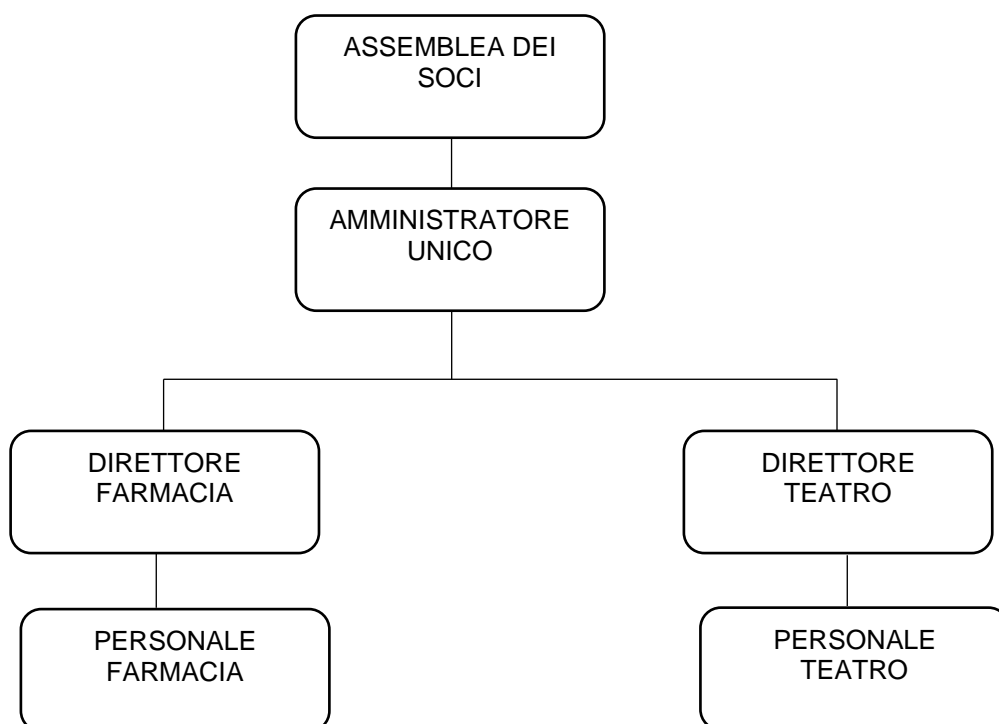 ASSEMBLEA DEI
SOCI
AMMINISTRATORE
UNICO
DIRETTORE
FARMACIA
DIRETTORE
TEATRO
PERSONALE
FARMACIA
PERSONALE
TEATRO